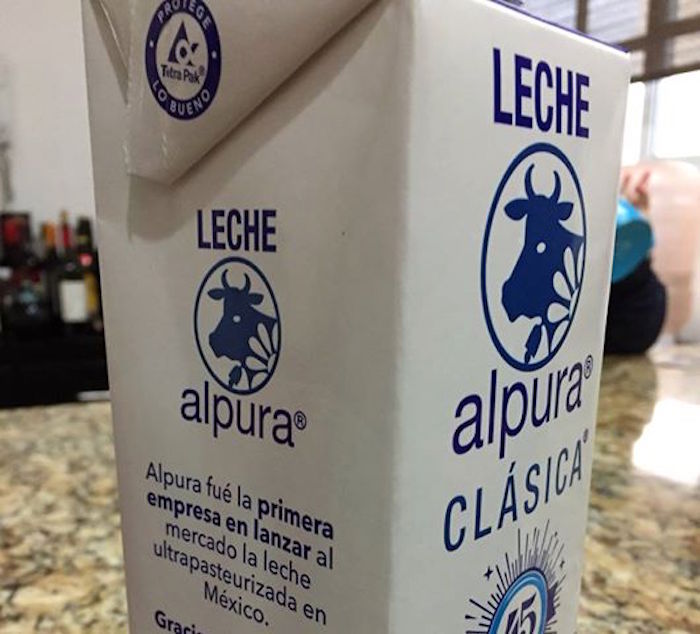 PROTEGE
Tetra Pak®
LO BUENO
LECHE
alpura®
Alpura fué la primera
empresa en lanzar al
mercado la leche
ultrapasteurizada en
México.
LECHE
alpura®
CLÁSICA®
45